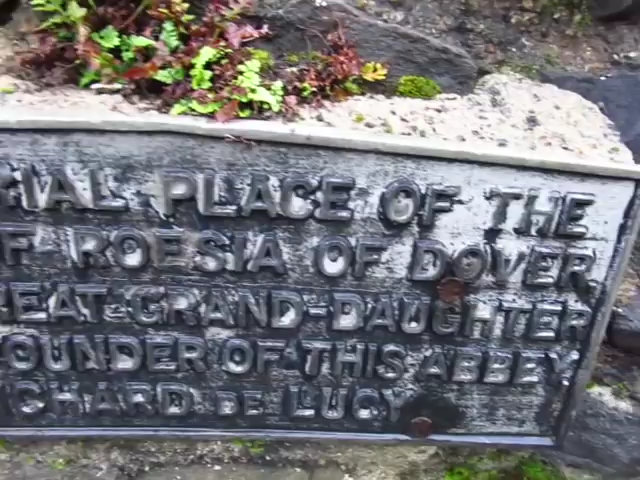 IAL PLACE OF THE
F ROESIA OF DOVER
EAT-GRAND-DAUGHTER
OUNDER OF THIS ABBEY
CHARD DE LUCY